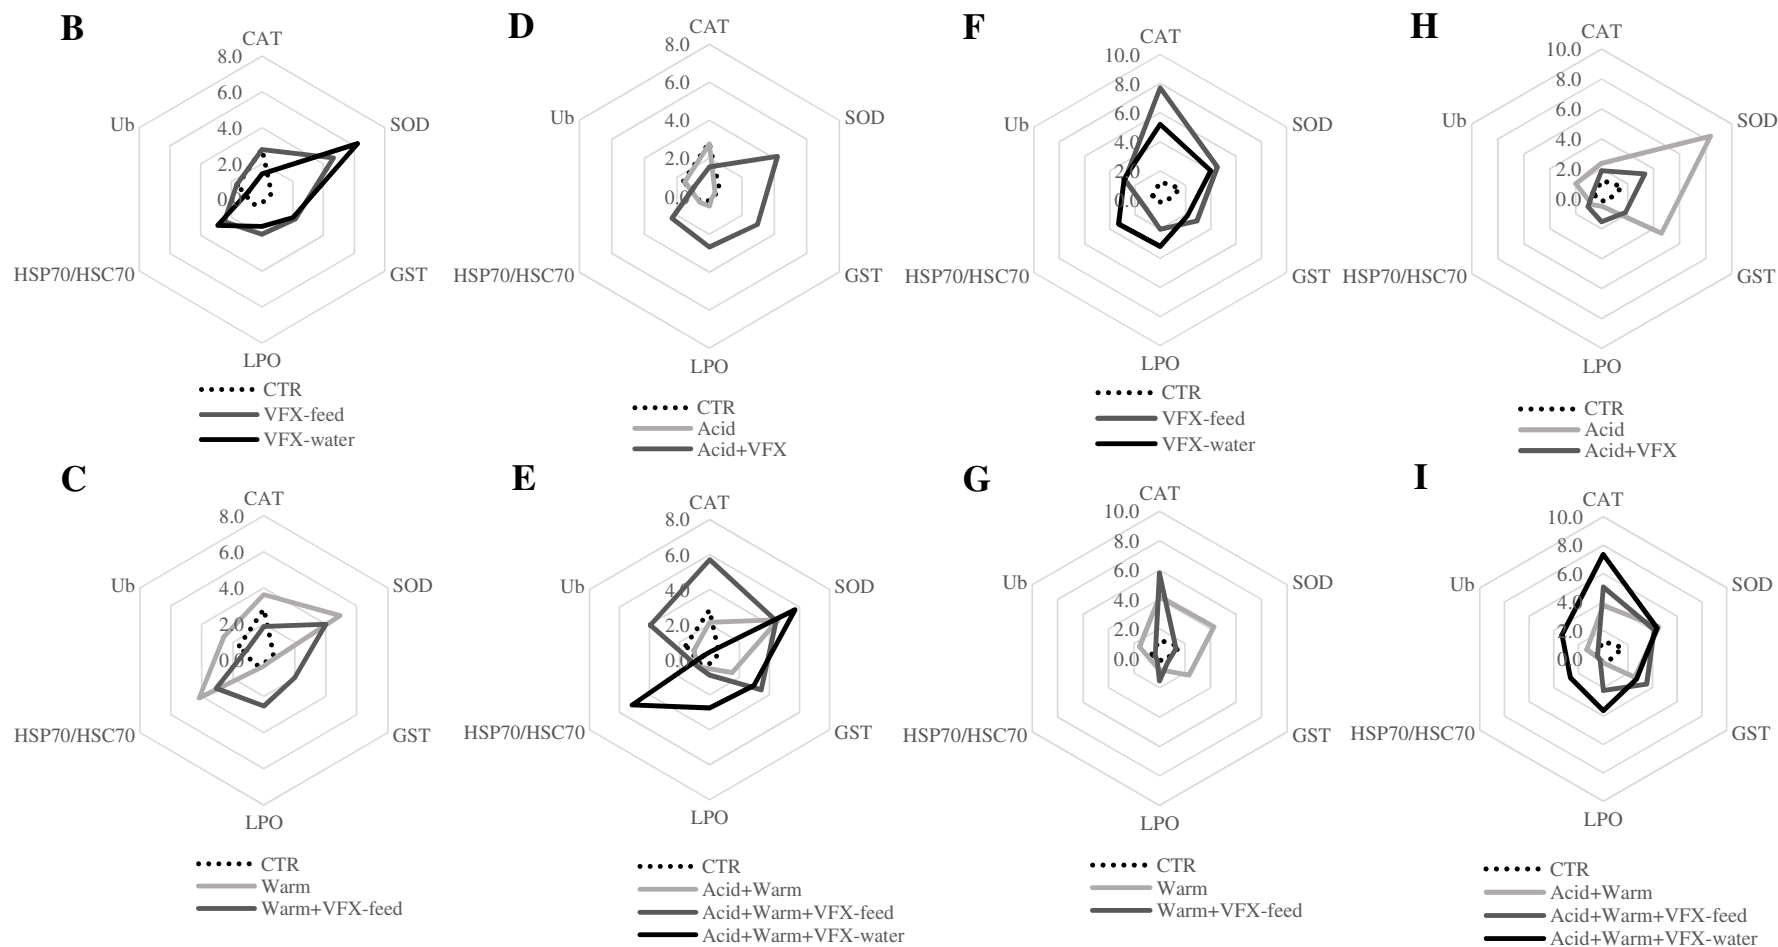 B
CAT
8.0
6.0
4.0
2.0
0.0
Ub
SOD
HSP70/HSC70
GST
LPO
CTR
VFX-feed
VFX-water
D
CAT
8.0
6.0
4.0
2.0
0.0
Ub
SOD
HSP70/HSC70
GST
LPO
CTR
Acid
Acid+VFX
F
CAT
10.0
8.0
6.0
4.0
2.0
0.0
Ub
SOD
HSP70/HSC70
GST
LPO
CTR
VFX-feed
VFX-water
H
CAT
10.0
8.0
6.0
4.0
2.0
0.0
Ub
SOD
HSP70/HSC70
GST
LPO
CTR
Acid
Acid+VFX
C
CAT
8.0
6.0
4.0
2.0
0.0
Ub
SOD
HSP70/HSC70
GST
LPO
CTR
Warm
Warm+VFX-feed
E
CAT
8.0
6.0
4.0
2.0
0.0
Ub
SOD
HSP70/HSC70
GST
LPO
CTR
Acid+Warm
Acid+Warm+VFX-feed
Acid+Warm+VFX-water
G
CAT
10.0
8.0
6.0
4.0
2.0
0.0
Ub
SOD
HSP70/HSC70
GST
LPO
CTR
Warm
Warm+VFX-feed
I
CAT
10.0
8.0
6.0
4.0
2.0
0.0
Ub
SOD
HSP70/HSC70
GST
LPO
CTR
Acid+Warm
Acid+Warm+VFX-feed
Acid+Warm+VFX-water